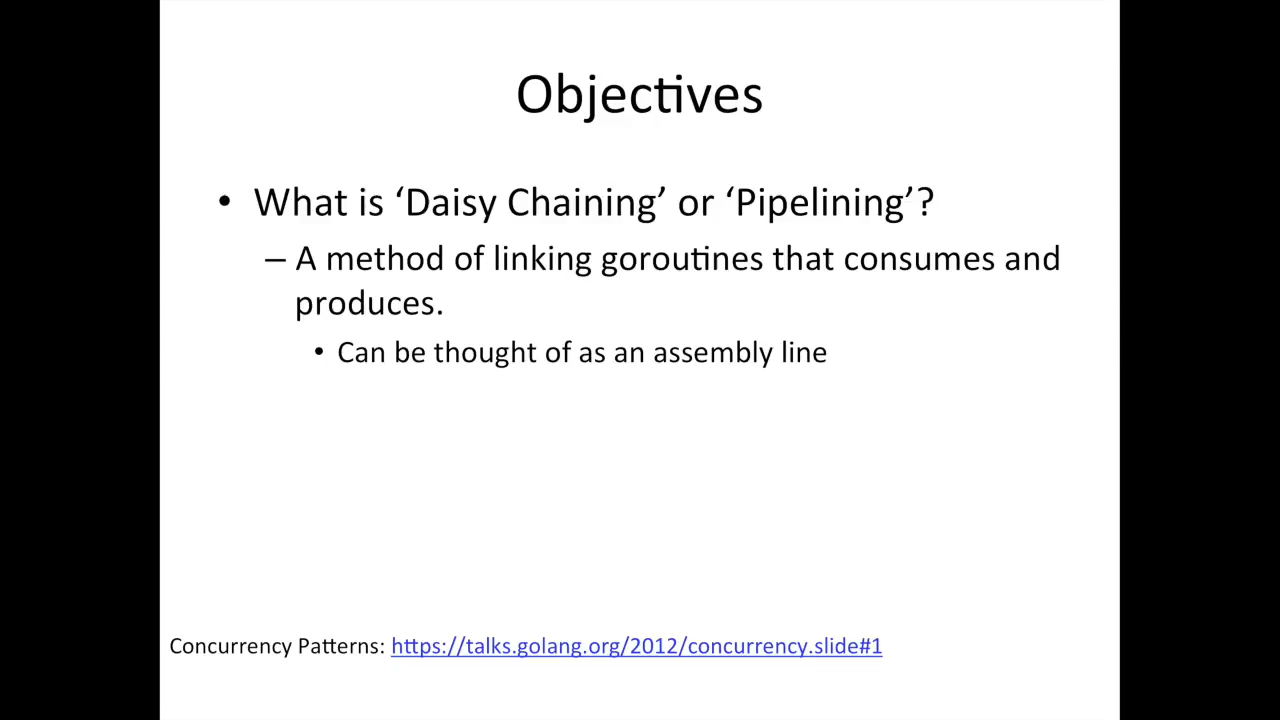 Objectives
• What is ‘Daisy Chaining’ or ‘Pipelining’?
– A method of linking goroutines that consumes and
produces.
• Can be thought of as an assembly line
Concurrency Patterns: https://talks.golang.org/2012/concurrency.slide#1